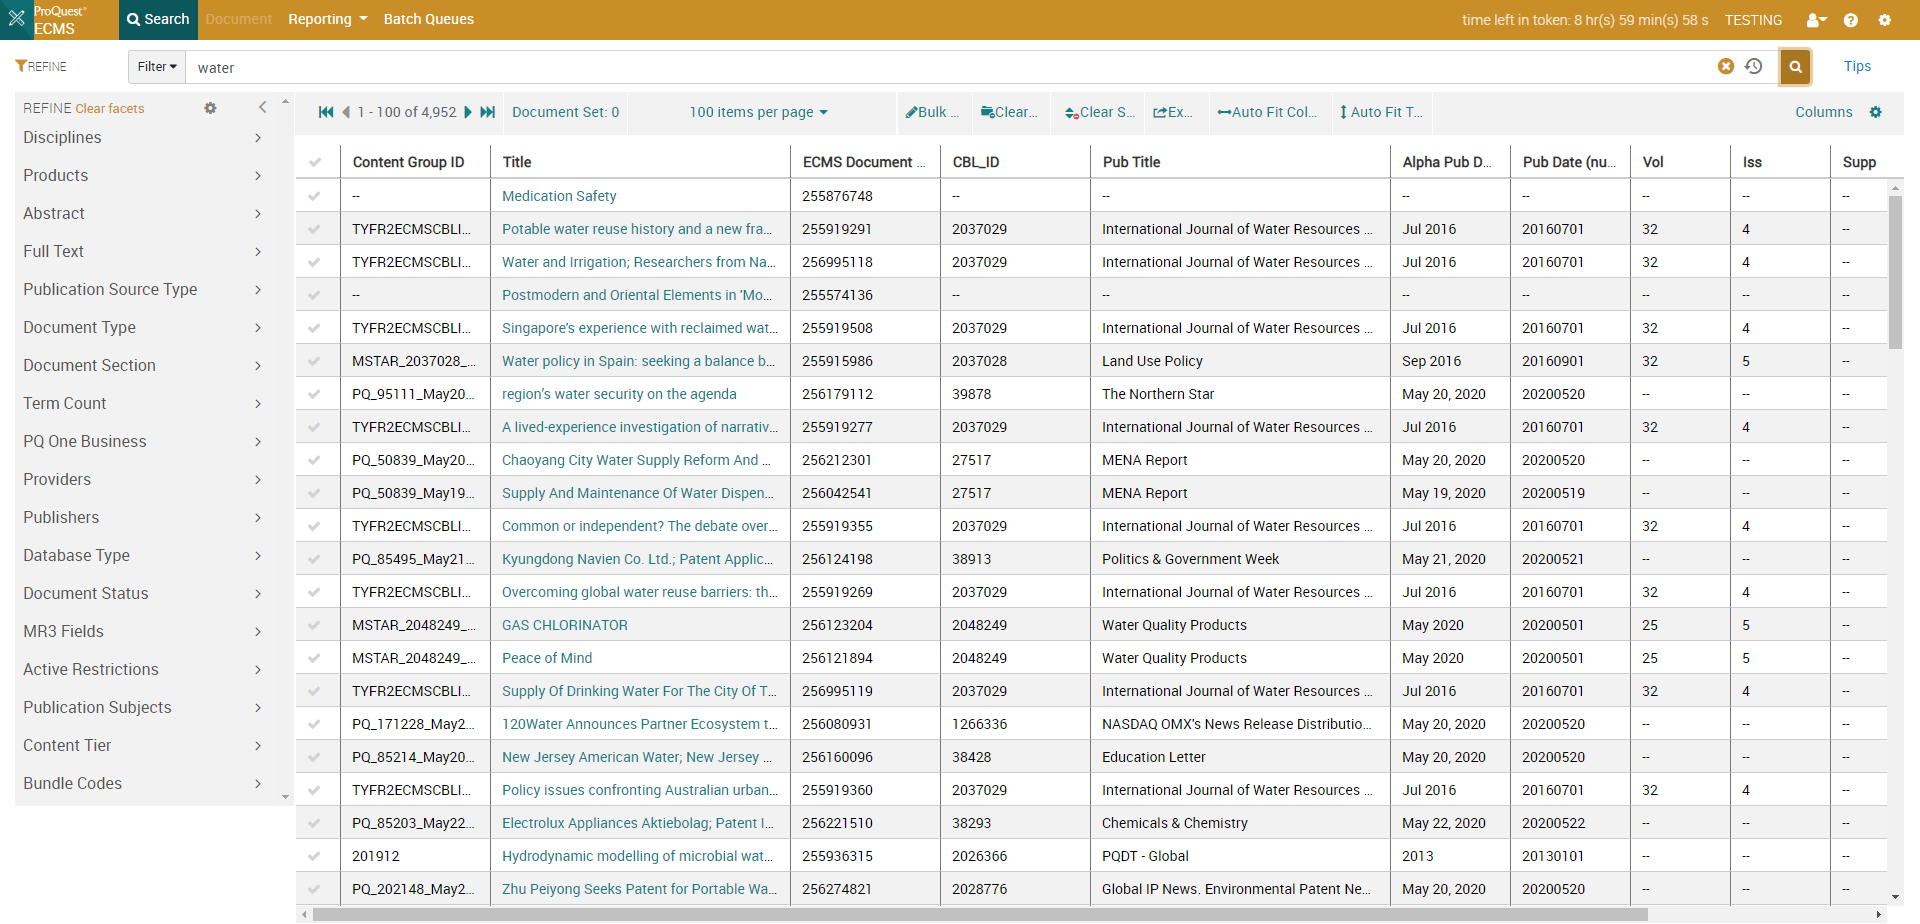 ProQuest® ECMS Search Document Reporting Batch Queues time left in token: 8 hr(s) 59 min(s) 58 s TESTING
REFINE Filter water Tips
REFINE Clear facets
Disciplines
Products
Abstract
Full Text
Publication Source Type
Document Type
Document Section
Term Count
PQ One Business
Providers
Publishers
Database Type
Document Status
MR3 Fields
Active Restrictions
Publication Subjects
Content Tier
Bundle Codes
1 - 100 of 4,952 Document Set: 0 100 items per page Bulk ... Clear... Clear S... Ex... Auto Fit Col... Auto Fit T... Columns
Content Group ID Title ECMS Document ... CBL_ID Pub Title Alpha Pub D... Pub Date (nu... Vol Iss Supp
-- Medication Safety 255876748 -- -- -- -- -- -- --
TYFR2ECMSCBLI... Potable water reuse history and a new fra... 255919291 2037029 International Journal of Water Resources ... Jul 2016 20160701 32 4 --
TYFR2ECMSCBLI... Water and Irrigation; Researchers from Na... 256995118 2037029 International Journal of Water Resources ... Jul 2016 20160701 32 4 --
-- Postmodern and Oriental Elements in 'Mo... 255574136 -- -- -- -- -- -- --
TYFR2ECMSCBLI... Singapore's experience with reclaimed wat... 255919508 2037029 International Journal of Water Resources ... Jul 2016 20160701 32 4 --
MSTAR_2037028_... Water policy in Spain: seeking a balance b... 255915986 2037028 Land Use Policy Sep 2016 20160901 32 5 --
PQ_95111_May20... region's water security on the agenda 256179112 39878 The Northern Star May 20, 2020 20200520 -- -- --
TYFR2ECMSCBLI... A lived-experience investigation of narrativ... 255919277 2037029 International Journal of Water Resources ... Jul 2016 20160701 32 4 --
PQ_50839_May20... Chaoyang City Water Supply Reform And ... 256212301 27517 MENA Report May 20, 2020 20200520 -- -- --
PQ_50839_May19... Supply And Maintenance Of Water Dispen... 256042541 27517 MENA Report May 19, 2020 20200519 -- -- --
TYFR2ECMSCBLI... Common or independent? The debate over... 255919355 2037029 International Journal of Water Resources ... Jul 2016 20160701 32 4 --
PQ_85495_May21... Kyungdong Navien Co. Ltd.; Patent Applic... 256124198 38913 Politics & Government Week May 21, 2020 20200521 -- -- --
TYFR2ECMSCBLI... Overcoming global water reuse barriers: th... 255919269 2037029 International Journal of Water Resources ... Jul 2016 20160701 32 4 --
MSTAR_2048249_... GAS CHLORINATOR 256123204 2048249 Water Quality Products May 2020 20200501 25 5 --
MSTAR_2048249_... Peace of Mind 256121894 2048249 Water Quality Products May 2020 20200501 25 5 --
TYFR2ECMSCBLI... Supply Of Drinking Water For The City Of T... 256995119 2037029 International Journal of Water Resources ... Jul 2016 20160701 32 4 --
PQ_171228_May2... 120Water Announces Partner Ecosystem t... 256080931 1266336 NASDAQ OMX's News Release Distributio... May 20, 2020 20200520 -- -- --
PQ_85214_May20... New Jersey American Water; New Jersey ... 256160096 38428 Education Letter May 20, 2020 20200520 -- -- --
TYFR2ECMSCBLI... Policy issues confronting Australian urban... 255919360 2037029 International Journal of Water Resources ... Jul 2016 20160701 32 4 --
PQ_85203_May22... Electrolux Appliances Aktiebolag; Patent I... 256221510 38293 Chemicals & Chemistry May 22, 2020 20200522 -- -- --
201912 Hydrodynamic modelling of microbial wat... 255936315 2026366 PQDT - Global 2013 20130101 -- -- --
PQ_202148_May2... Zhu Peiyong Seeks Patent for Portable Wa... 256274821 2028776 Global IP News. Environmental Patent Ne... May 20, 2020 20200520 -- -- --